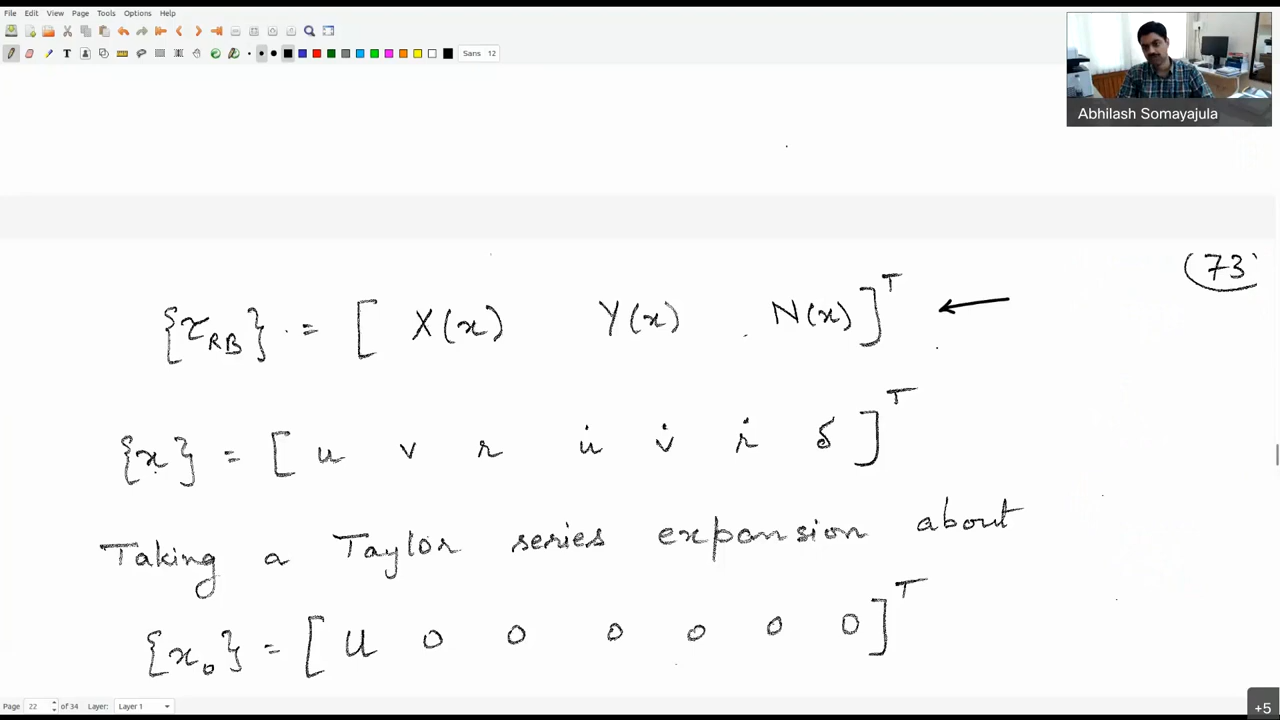 File Edit View Page Tools Options Help
Sans 12
Abhilash Somayajula
(73)
{τ_RB} = [ X(x) Y(x) N(x) ]^T
{x} = [ u v r u̇ v̇ ṙ δ ]^T
Taking a Taylor series expansion about
{x_0} = [ U 0 0 0 0 0 0 ]^T
Page 22 of 34 Layer: Layer 1
+5